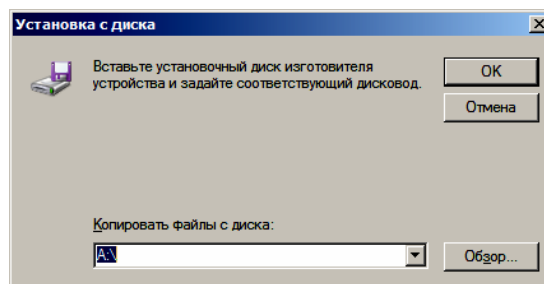 Установка с диска
Вставьте установочный диск изготовителя
устройства и задайте соответствующий дисковод.
OK
Отмена
Копировать файлы с диска:
A:\
Обзор...